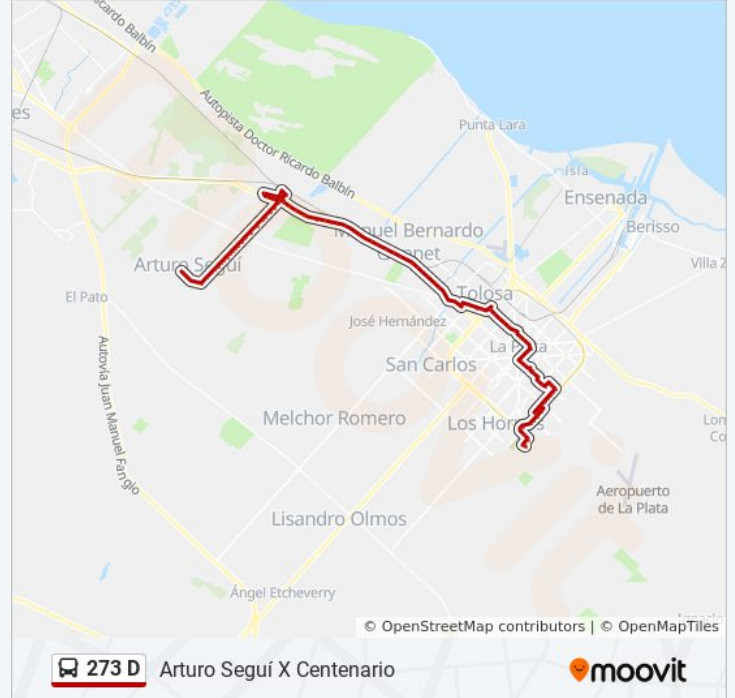 cardo Balbín
es
Autopista Doctor Ricardo Balbín
Punta Lara
isla
Ensenada
Manuel Bernardo
Gonnet
Berisso
Arturo Seguí
Villa Z
El Pato
Tolosa
José Hernández
La Plata
San Carlos
Autovía Juan Manuel Fangio
Melchor Romero
Los Hornos
Lom
Co
Aeropuerto
de La Plata
Lisandro Olmos
Ángel Etcheverry
Ignacio
© OpenStreetMap contributors | © OpenMapTiles
273 D
Arturo Seguí X Centenario
moovit